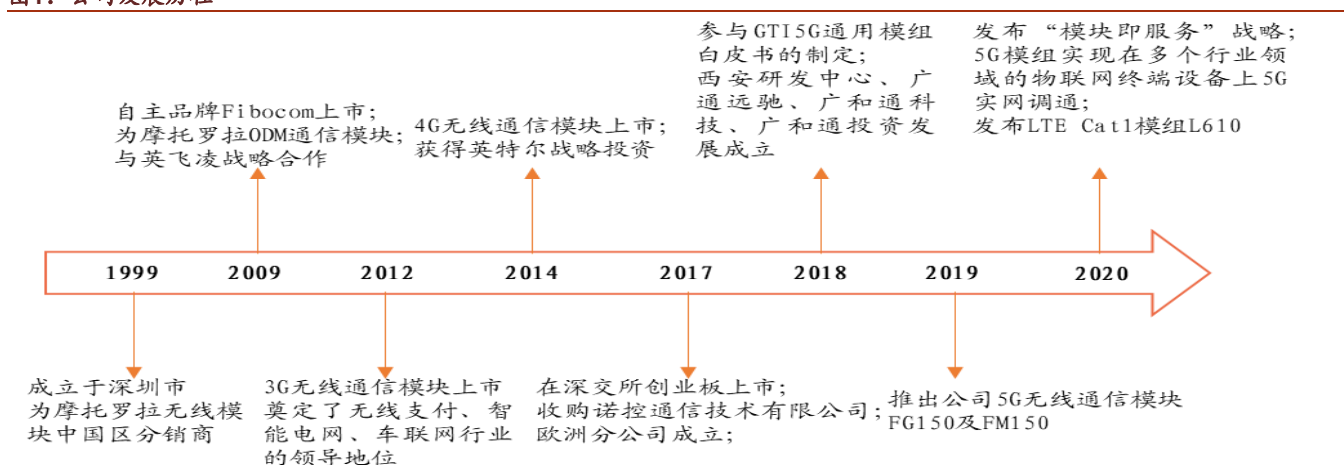 自主品牌Fibocom上市;
为摩托罗拉ODM通信模块;
与英飞凌战略合作
4G无线通信模块上市;
获得英特尔战略投资
参与GTI5G通用模组
白皮书的制定;
西安研发中心、广
通远驰、广和通科
技、广和通投资发
展成立
发布“模块即服务”战略;
5G模组实现在多个行业领
域的物联网终端设备上5G
实网调通;
发布LTE Cat1模组L610
1999 2009 2012 2014 2017 2018 2019 2020
成立于深圳市
为摩托罗拉无线模
块中国区分销商
3G无线通信模块上市
奠定了无线支付、智
能电网、车联网行业
的领导地位
在深交所创业板上市;
收购诺控通信技术有限公司;
欧洲分公司成立;
推出公司5G无线通信模块
FG150及FM150